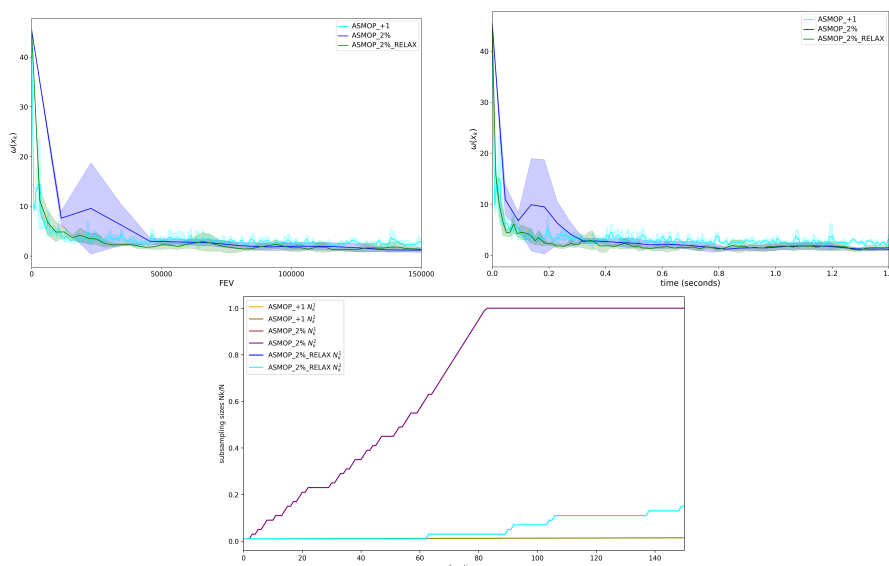 ASMOP_+1
ASMOP_2%
ASMOP_2%_RELAX
ω(x_k)
40
30
20
10
0
0
50000
100000
150000
FEV
ASMOP_+1
ASMOP_2%
ASMOP_2%_RELAX
ω(x_k)
40
30
20
10
0
0.0
0.2
0.4
0.6
0.8
1.0
1.2
time (seconds)
ASMOP_+1 N_k^1
ASMOP_+1 N_k^2
ASMOP_2% N_k^1
ASMOP_2% N_k^2
ASMOP_2%_RELAX N_k^1
ASMOP_2%_RELAX N_k^2
subsampling sizes Nk/N
1.0
0.8
0.6
0.4
0.2
0.0
0
20
40
60
80
100
120
140